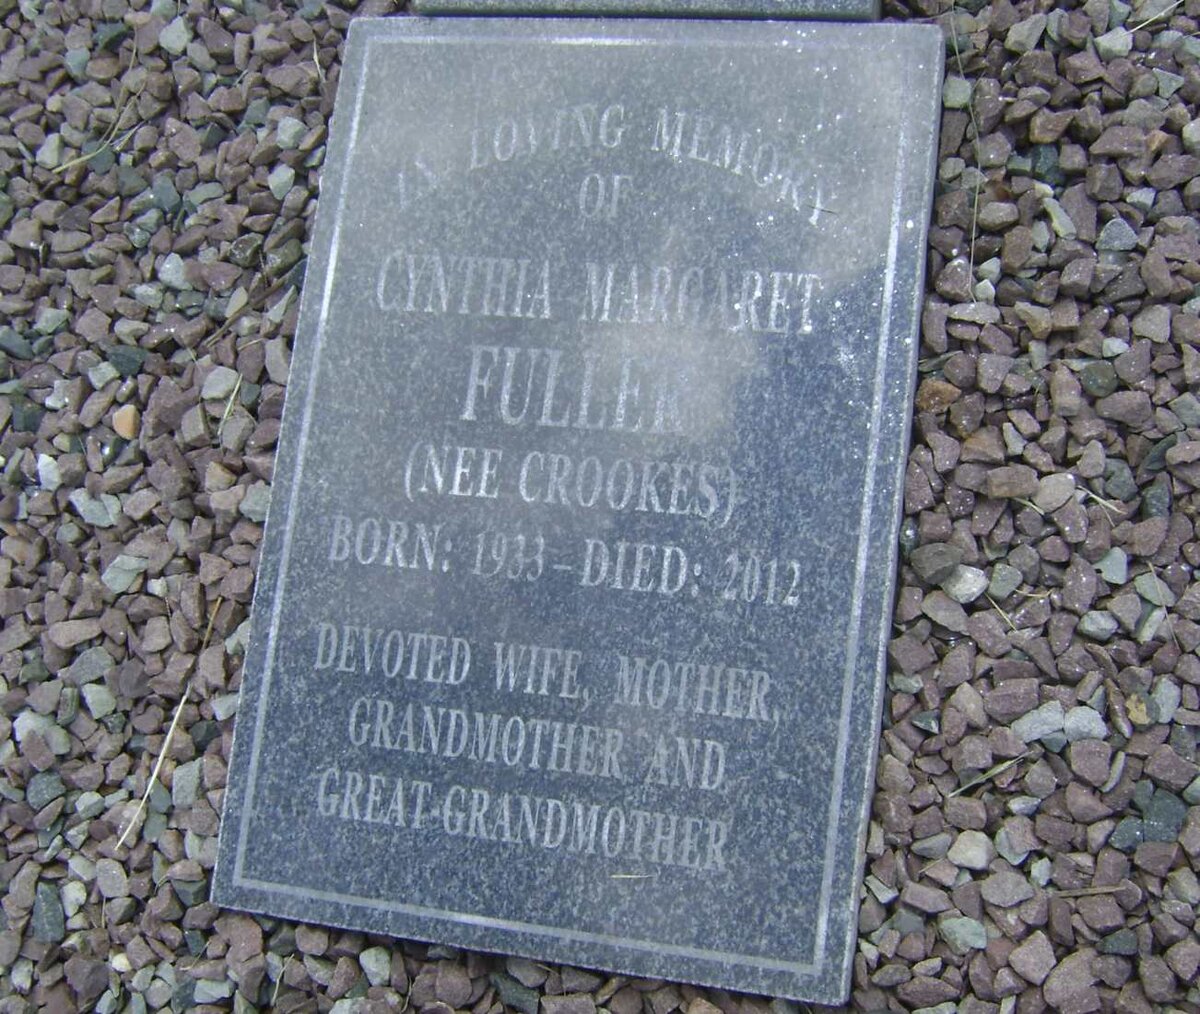 IN LOVING MEMORY
OF
CYNTHIA MARGARET
FULLER
(NEE CROOKES)
BORN: 1933 – DIED: 2012
DEVOTED WIFE, MOTHER,
GRANDMOTHER AND
GREAT-GRANDMOTHER